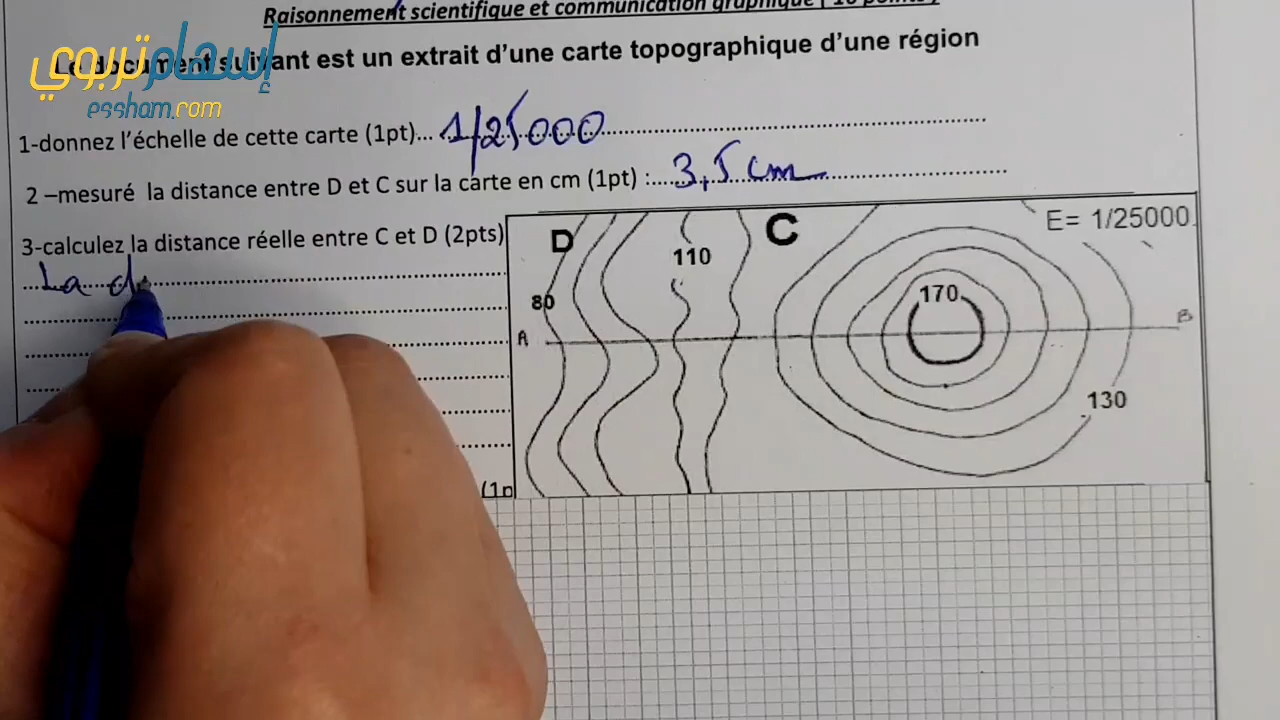 Raisonnement scientifique et communication graphique ( 10 points )
Le document suivant est un extrait d'une carte topographique d'une région
إسهام تربوي
essham.com
1-donnez l'échelle de cette carte (1pt)... 1/25000
2 –mesuré la distance entre D et C sur la carte en cm (1pt) : 3,5 cm
3-calculez la distance réelle entre C et D (2pts)
La d
D
C
E= 1/25000
110
170
80
A
B
130
(1p